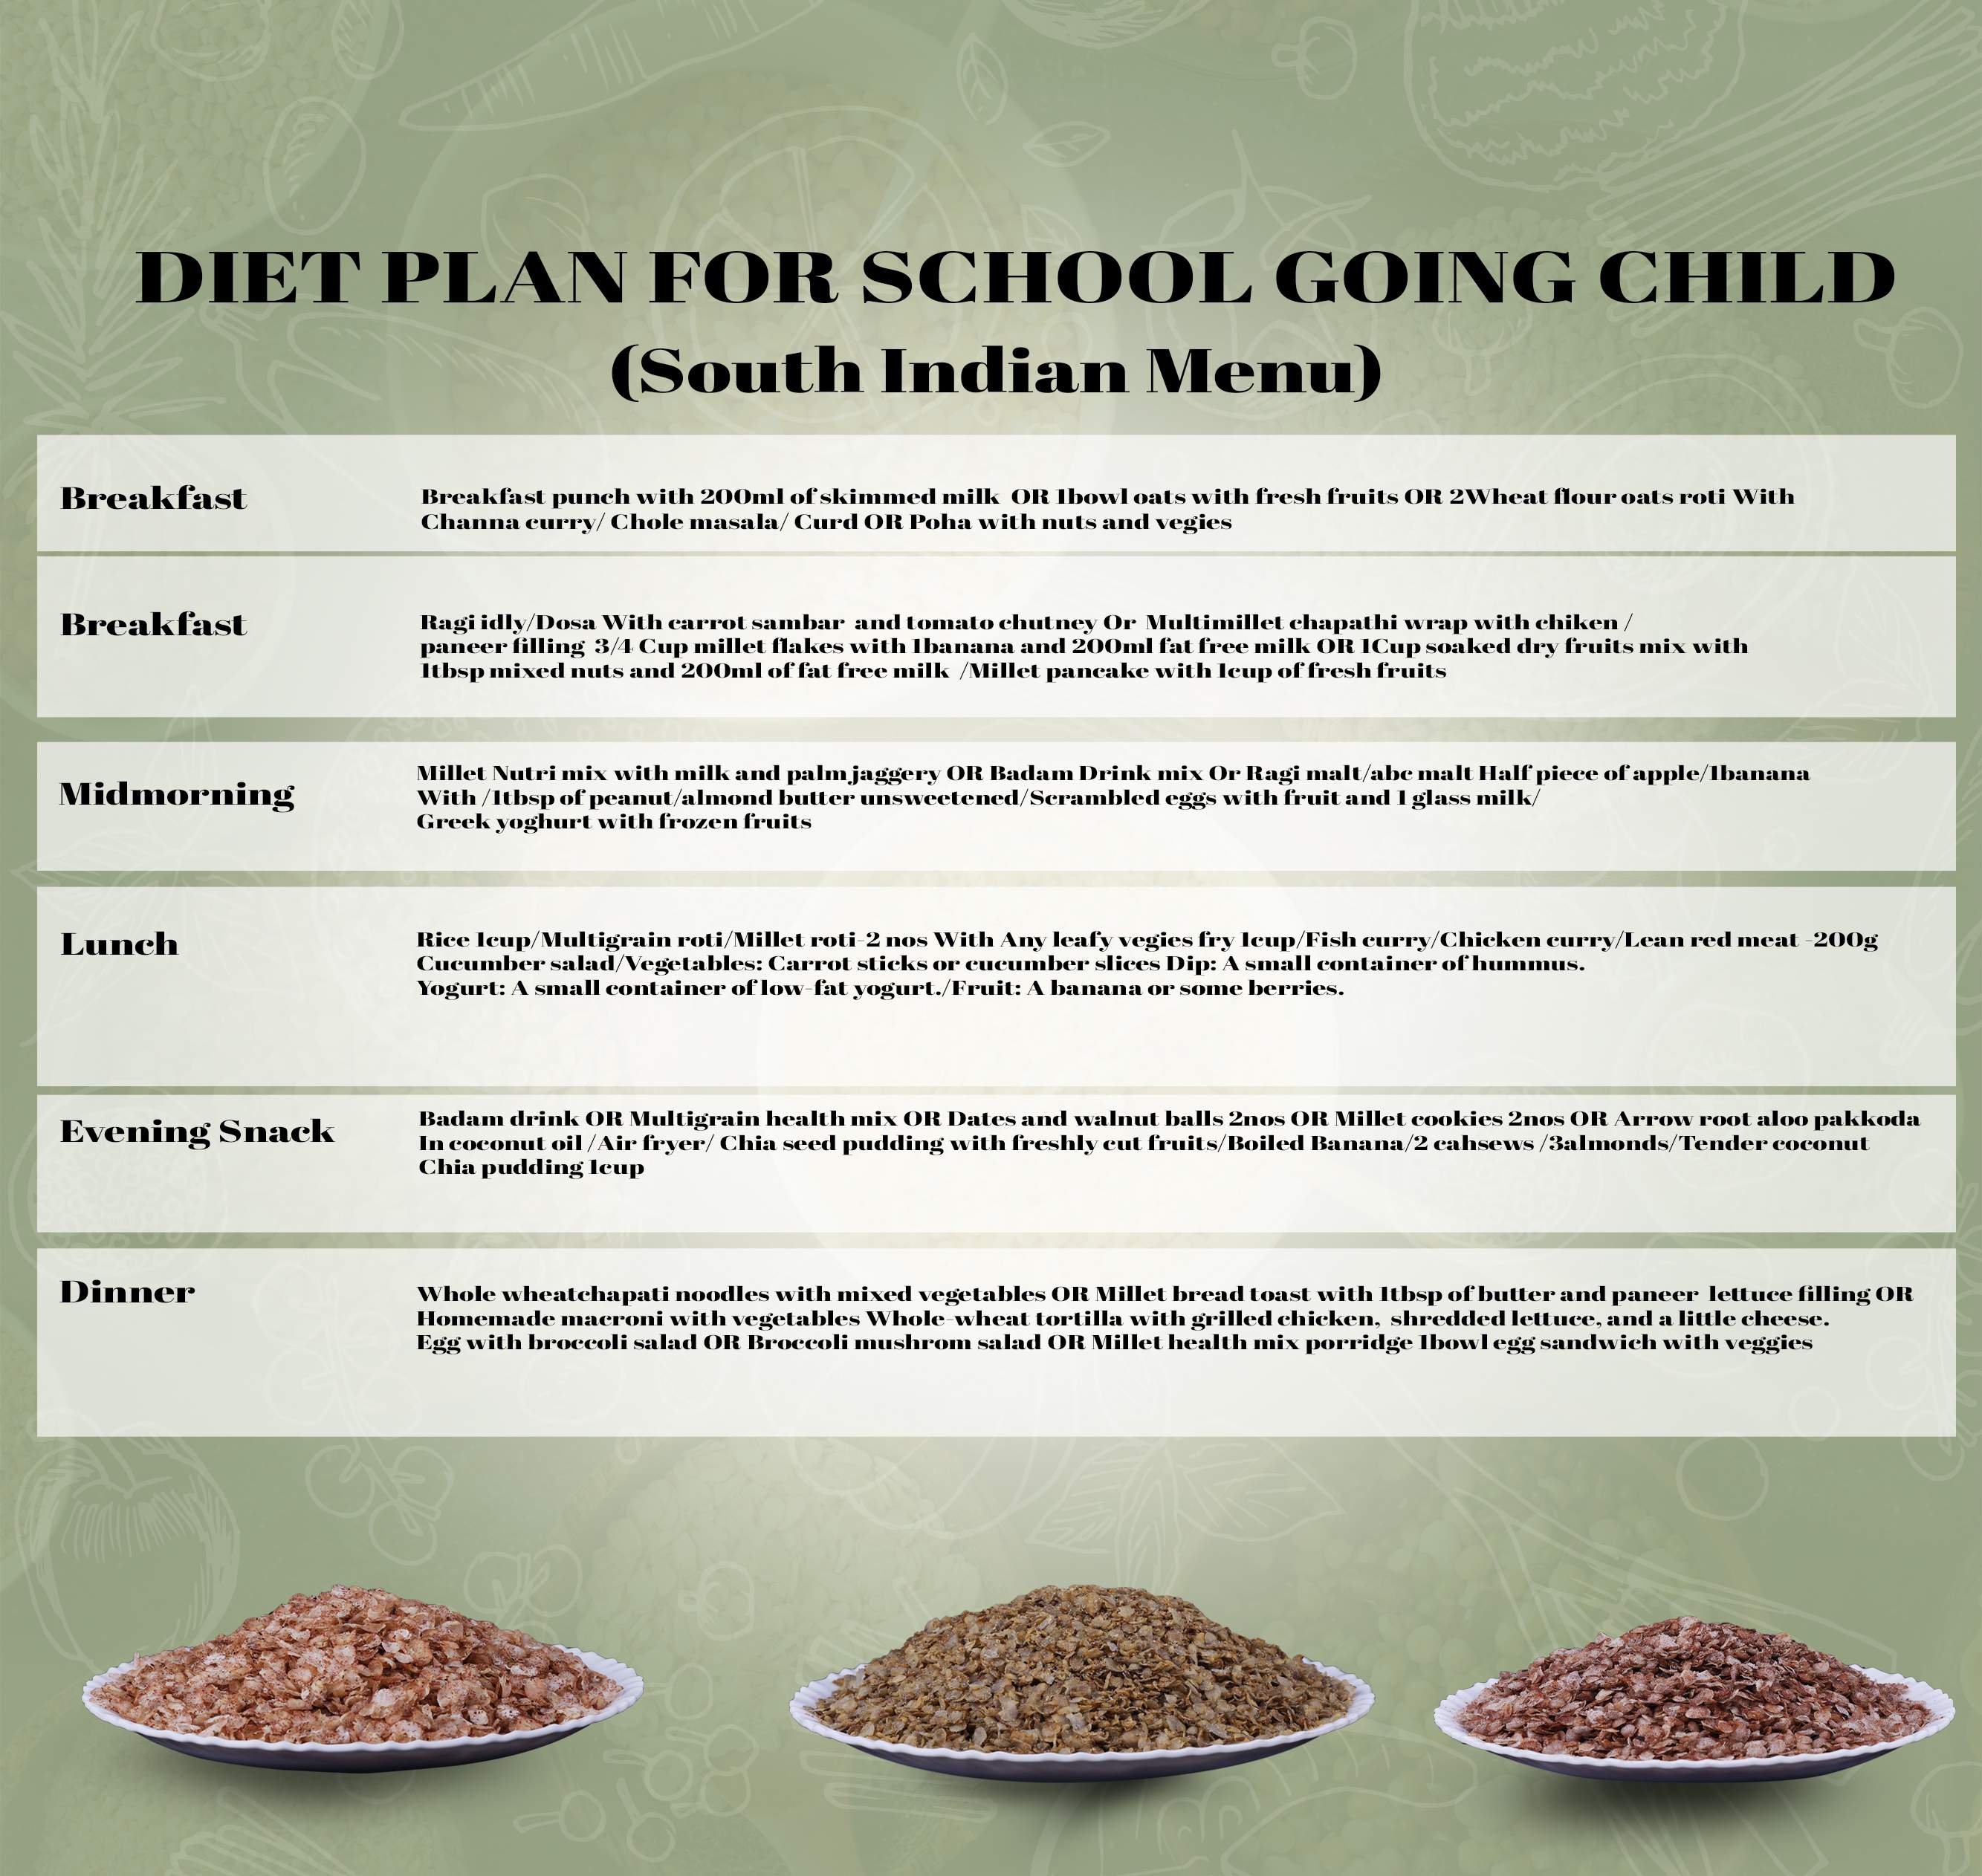 DIET PLAN FOR SCHOOL GOING CHILD
(South Indian Menu)
Breakfast
Breakfast punch with 200ml of skimmed milk OR 1bowl oats with fresh fruits OR 2Wheat flour oats roti With
Channa curry/ Chole masala/ Curd OR Poha with nuts and vegies
Breakfast
Ragi idly/Dosa With carrot sambar and tomato chutney Or Multimillet chapathi wrap with chiken /
paneer filling 3/4 Cup millet flakes with 1banana and 200ml fat free milk OR 1Cup soaked dry fruits mix with
1tbsp mixed nuts and 200ml of fat free milk /Millet pancake with 1cup of fresh fruits
Midmorning
Millet Nutri mix with milk and palm jaggery OR Badam Drink mix Or Ragi malt/abc malt Half piece of apple/1banana
With /1tbsp of peanut/almond butter unsweetened/Scrambled eggs with fruit and 1 glass milk/
Greek yoghurt with frozen fruits
Lunch
Rice 1cup/Multigrain roti/Millet roti-2 nos With Any leafy vegies fry 1cup/Fish curry/Chicken curry/Lean red meat -200g
Cucumber salad/Vegetables: Carrot sticks or cucumber slices Dip: A small container of hummus.
Yogurt: A small container of low-fat yogurt./Fruit: A banana or some berries.
Evening Snack
Badam drink OR Multigrain health mix OR Dates and walnut balls 2nos OR Millet cookies 2nos OR Arrow root aloo pakkoda
In coconut oil /Air fryer/ Chia seed pudding with freshly cut fruits/Boiled Banana/2 cahsews /3almonds/Tender coconut
Chia pudding 1cup
Dinner
Whole wheatchapati noodles with mixed vegetables OR Millet bread toast with 1tbsp of butter and paneer lettuce filling OR
Homemade macroni with vegetables Whole-wheat tortilla with grilled chicken, shredded lettuce, and a little cheese.
Egg with broccoli salad OR Broccoli mushrom salad OR Millet health mix porridge 1bowl egg sandwich with veggies